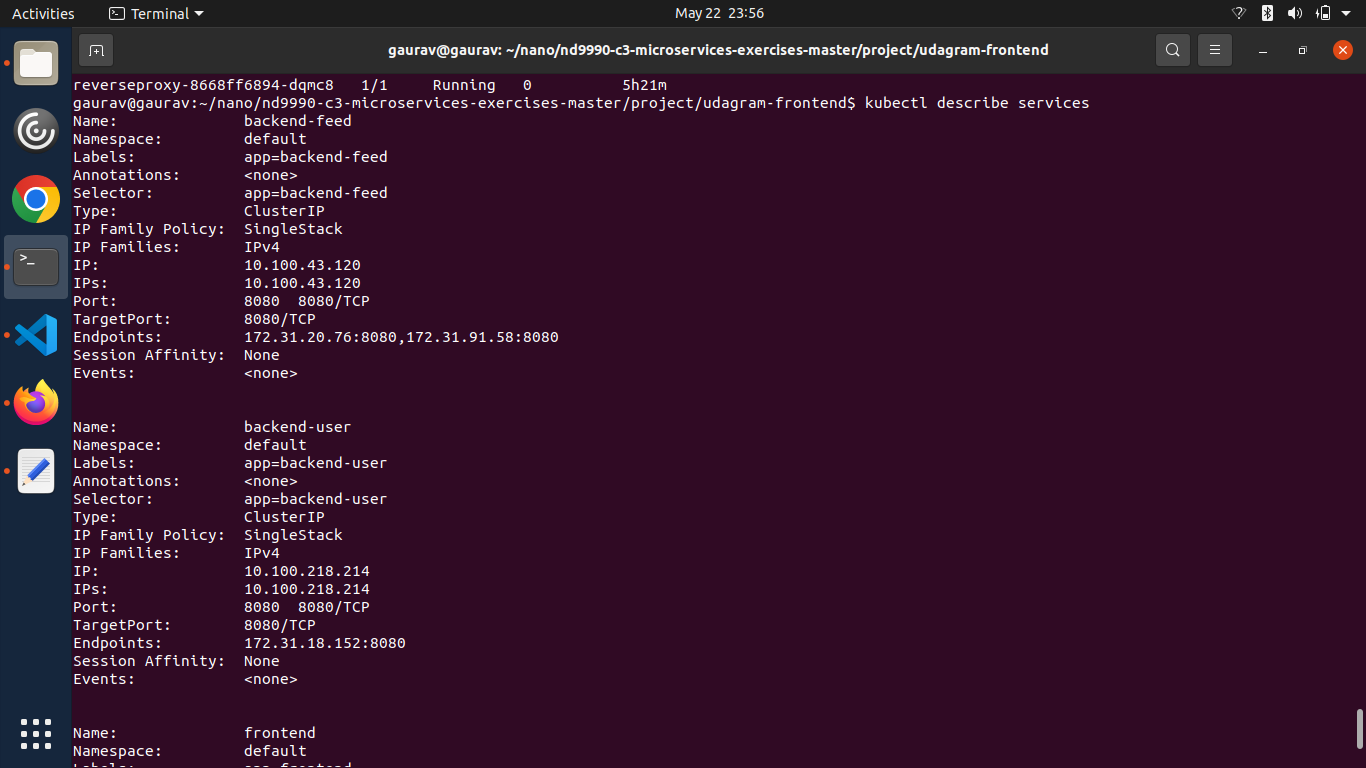 Activities Terminal May 22 23:56
gaurav@gaurav: ~/nano/nd9990-c3-microservices-exercises-master/project/udagram-frontend
reverseproxy-8668ff6894-dqmc8 1/1 Running 0 5h21m
gaurav@gaurav:~/nano/nd9990-c3-microservices-exercises-master/project/udagram-frontend$ kubectl describe services
Name: backend-feed
Namespace: default
Labels: app=backend-feed
Annotations: <none>
Selector: app=backend-feed
Type: ClusterIP
IP Family Policy: SingleStack
IP Families: IPv4
IP: 10.100.43.120
IPs: 10.100.43.120
Port: 8080 8080/TCP
TargetPort: 8080/TCP
Endpoints: 172.31.20.76:8080,172.31.91.58:8080
Session Affinity: None
Events: <none>
Name: backend-user
Namespace: default
Labels: app=backend-user
Annotations: <none>
Selector: app=backend-user
Type: ClusterIP
IP Family Policy: SingleStack
IP Families: IPv4
IP: 10.100.218.214
IPs: 10.100.218.214
Port: 8080 8080/TCP
TargetPort: 8080/TCP
Endpoints: 172.31.18.152:8080
Session Affinity: None
Events: <none>
Name: frontend
Namespace: default